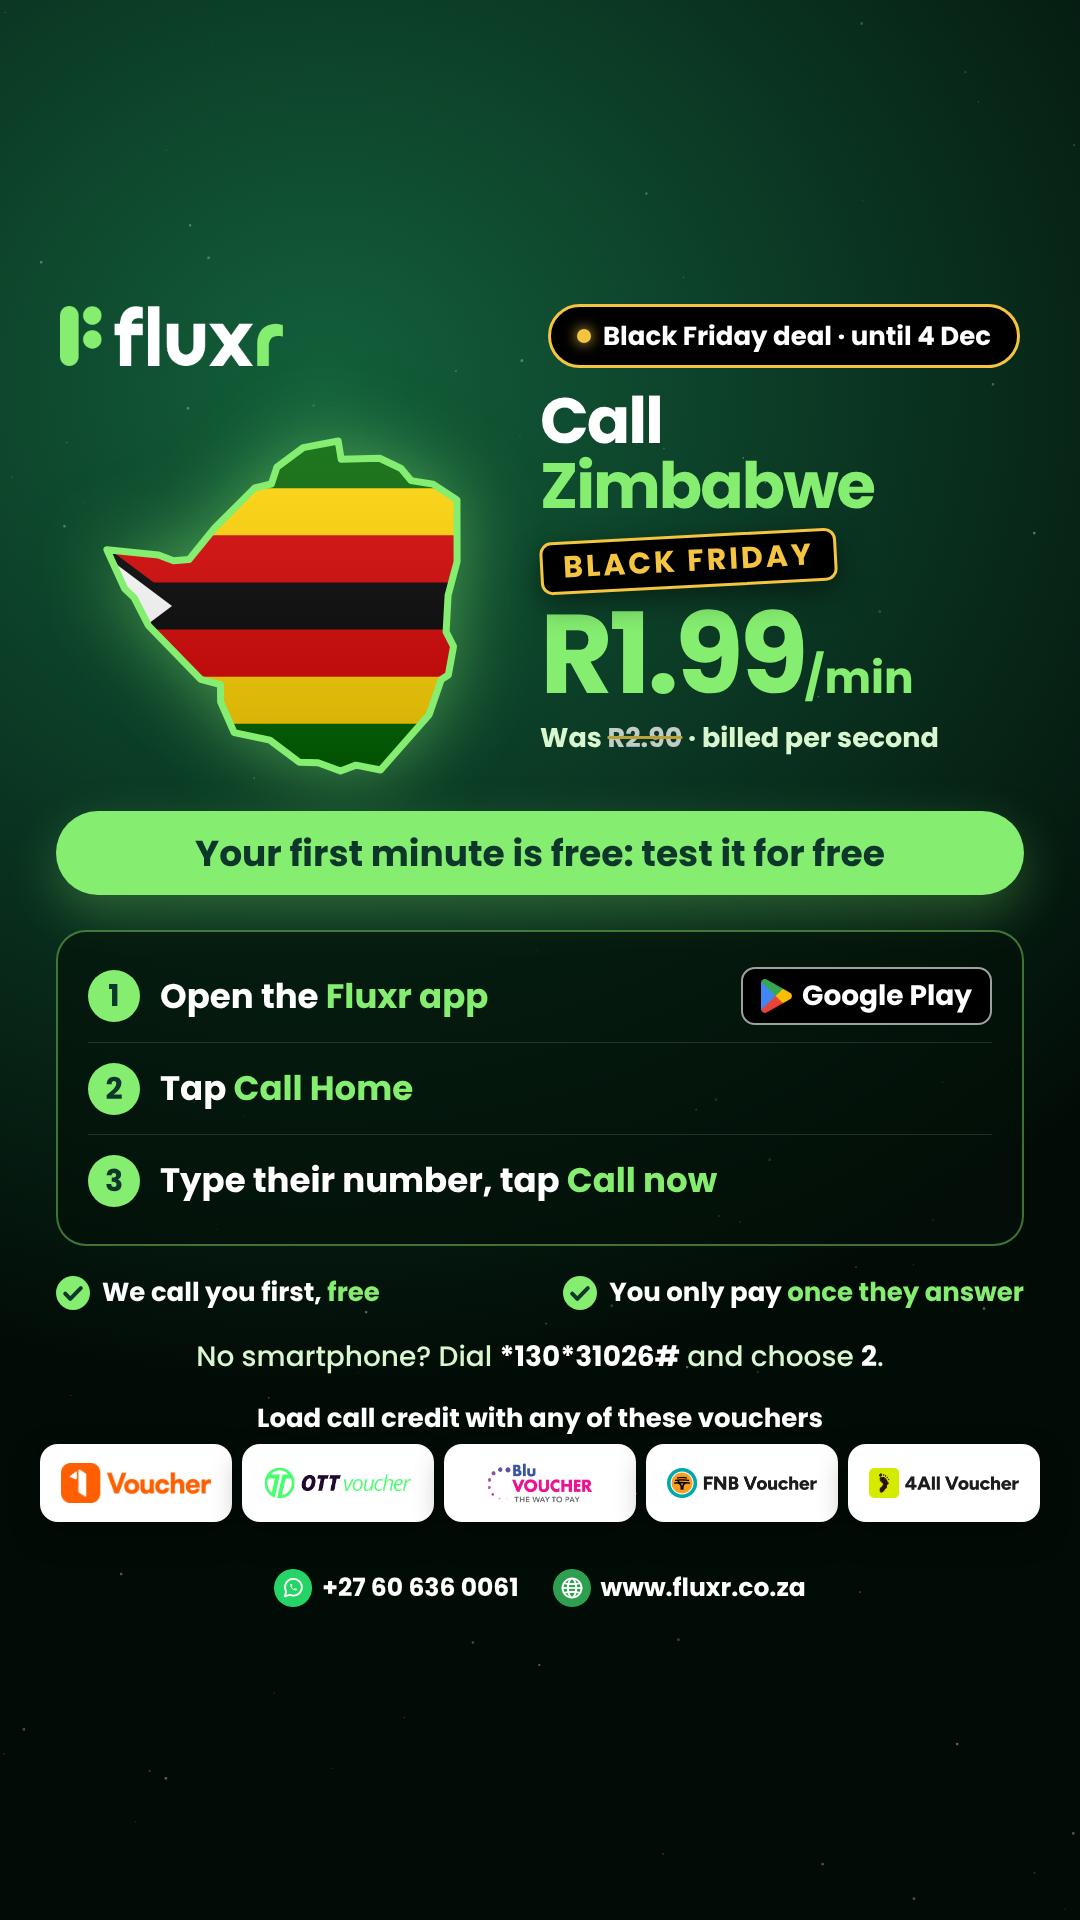 fluxr
Black Friday deal · until 4 Dec
Call
Zimbabwe
BLACK FRIDAY
R1.99/min
Was R2.90 · billed per second
Your first minute is free: test it for free
1 Open the Fluxr app
Google Play
2 Tap Call Home
3 Type their number, tap Call now
We call you first, free
You only pay once they answer
No smartphone? Dial *130*31026# and choose 2.
Load call credit with any of these vouchers
1 Voucher
OTT voucher
Blu
VOUCHER
THE WAY TO PAY
FNB Voucher
4All Voucher
+27 60 636 0061
www.fluxr.co.za